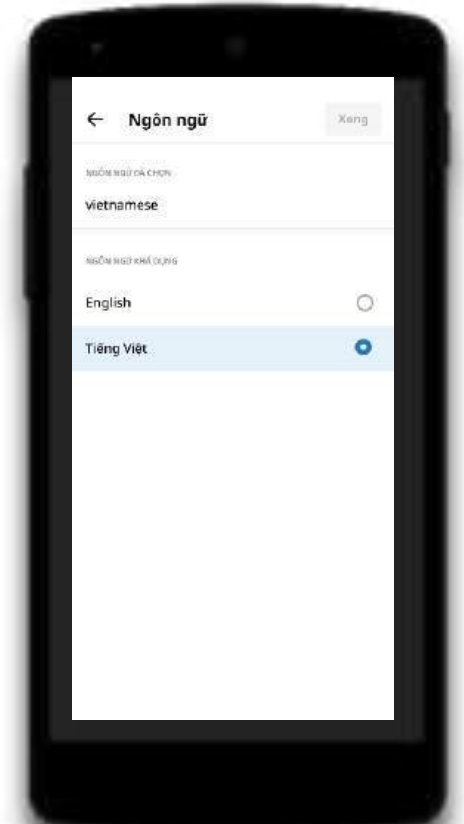 Ngôn ngữ
Xong
NGÔN NGỮ ĐÃ CHỌN
vietnamese
NGÔN NGỮ KHẢ DỤNG
English
Tiếng Việt